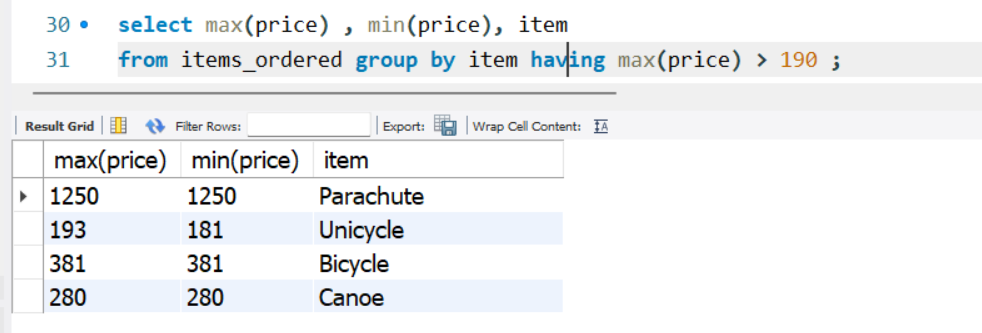 30 select max(price) , min(price), item
31 from items_ordered group by item having max(price) > 190 ;
Result Grid Filter Rows: Export: Wrap Cell Content: IA
max(price) min(price) item
1250 1250 Parachute
193 181 Unicycle
381 381 Bicycle
280 280 Canoe